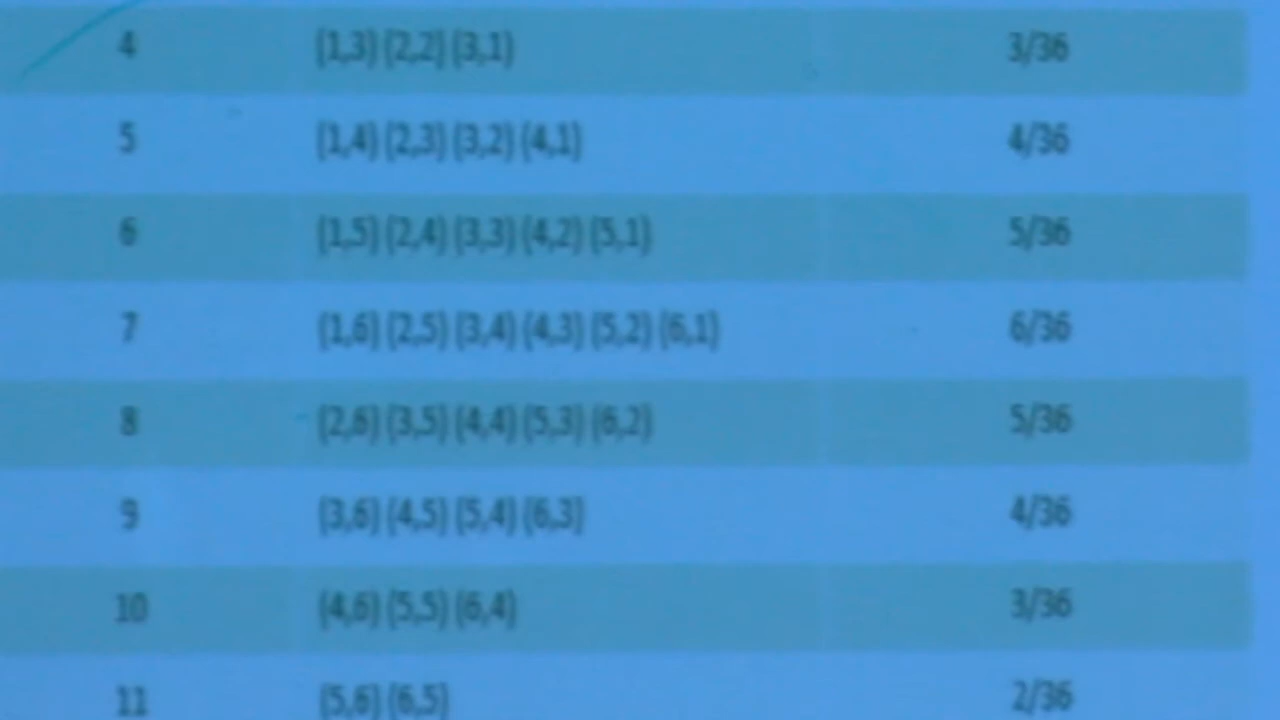 4 (1,3) (2,2) (3,1) 3/36
5 (1,4) (2,3) (3,2) (4,1) 4/36
6 (1,5) (2,4) (3,3) (4,2) (5,1) 5/36
7 (1,6) (2,5) (3,4) (4,3) (5,2) (6,1) 6/36
8 (2,6) (3,5) (4,4) (5,3) (6,2) 5/36
9 (3,6) (4,5) (5,4) (6,3) 4/36
10 (4,6) (5,5) (6,4) 3/36
11 (5,6) (6,5) 2/36